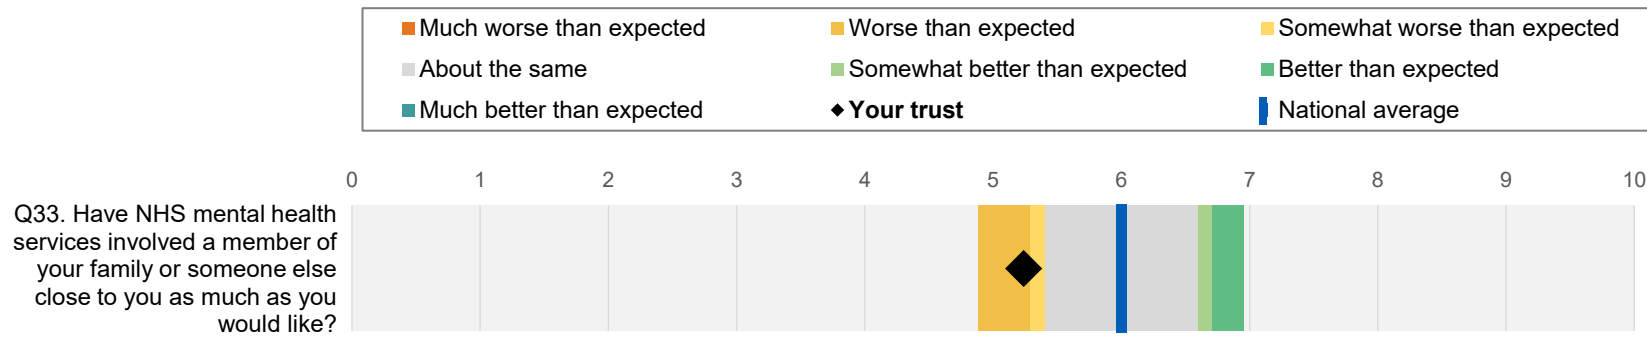 Much worse than expected Worse than expected Somewhat worse than expected
About the same Somewhat better than expected Better than expected
Much better than expected Your trust National average
0 1 2 3 4 5 6 7 8 9 10
Q33. Have NHS mental health
services involved a member of
your family or someone else
close to you as much as you
would like?